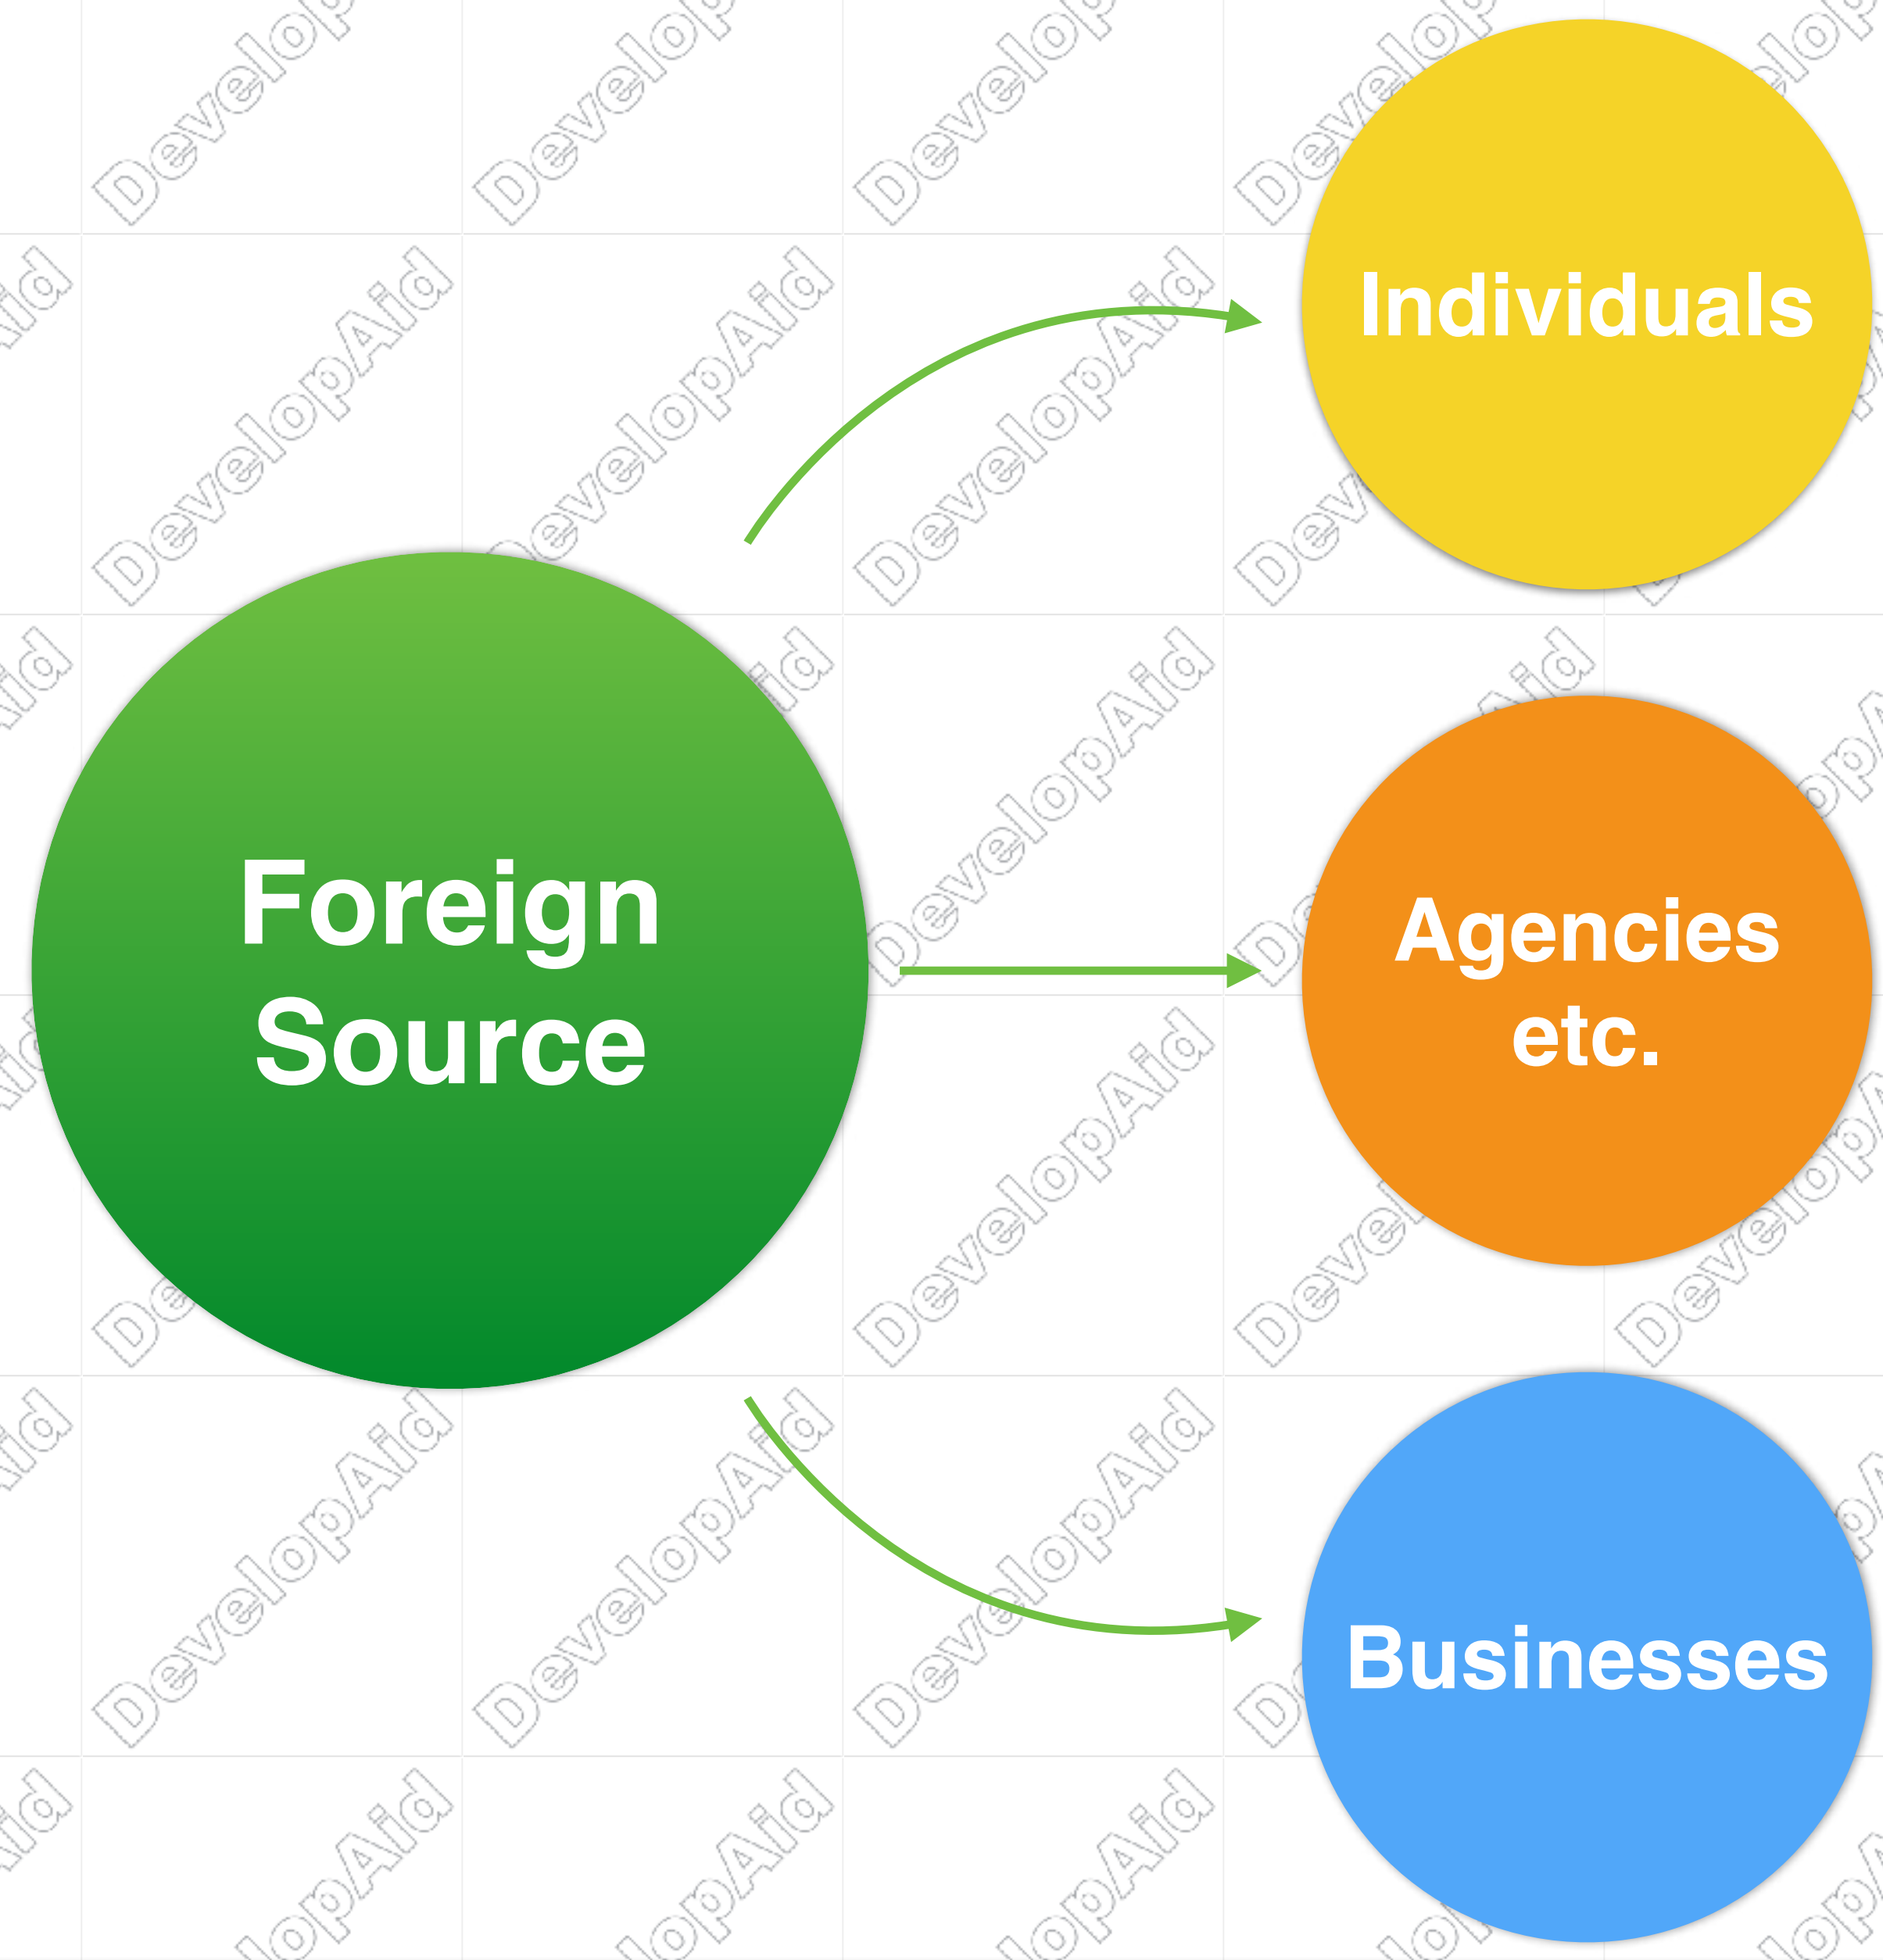 Individuals
Foreign
Source
Agencies
etc.
Businesses
DevelopAid